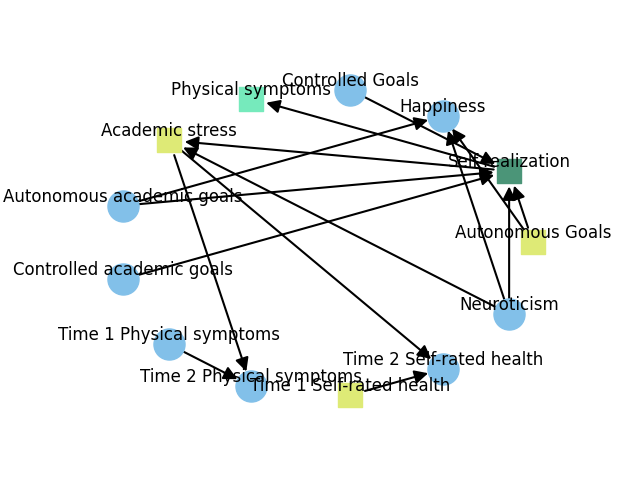 Controlled Goals
Physical symptoms
Happiness
Academic stress
Self-realization
Autonomous academic goals
Autonomous Goals
Controlled academic goals
Neuroticism
Time 1 Physical symptoms
Time 2 Self-rated health
Time 2 Physical symptoms
Time 1 Self-rated health